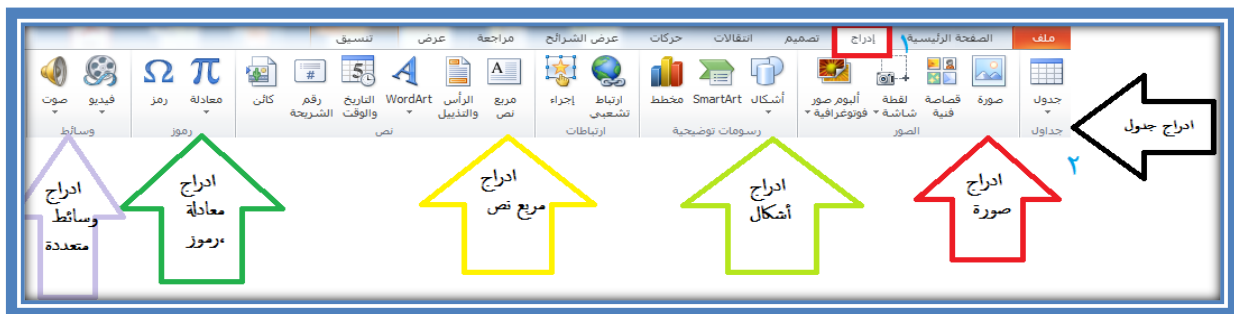 ملف الصفحة الرئيسية ١ إدراج تصميم انتقالات حركات عرض الشرائح مراجعة عرض تنسيق
جدول
صورة
قصاصة فنية
لقطة شاشة
ألبوم صور فوتوغرافية
أشكال
SmartArt
مخطط
ارتباط تشعبي
إجراء
مربع نص
الرأس والتذييل
WordArt
التاريخ والوقت
رقم الشريحة
#
5
A
كائن
π
معادلة
Ω
رمز
فيديو
صوت
جداول
الصور
رسومات توضيحية
ارتباطات
نص
رموز
وسائط
ادراج جدول
٢
ادراج
صورة
ادراج
أشكال
ادراج
مربع نص
ادراج
معادلة
،رموز
ادراج
وسائط
متعددة